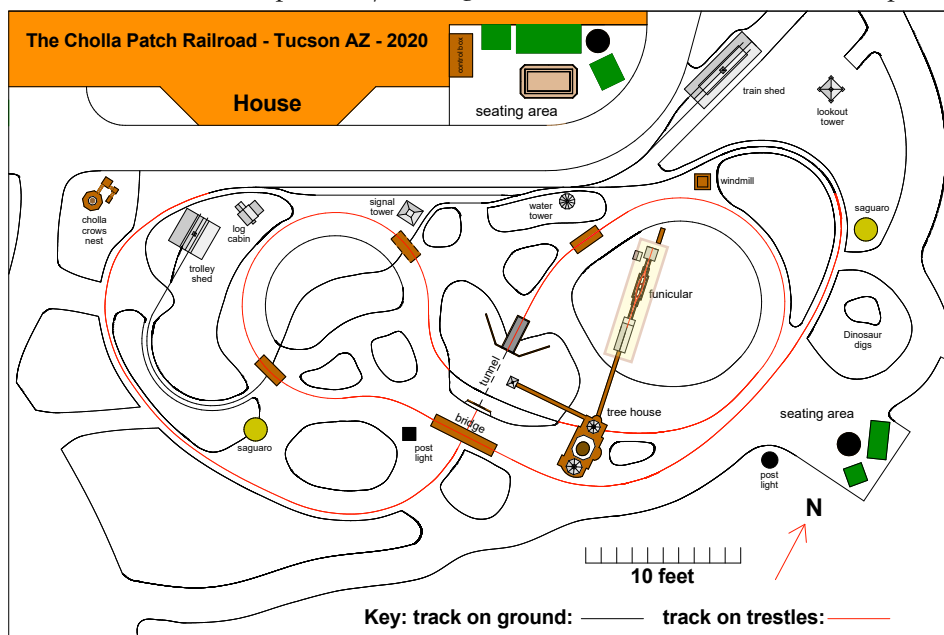 The Cholla Patch Railroad - Tucson AZ - 2020
control box
House
seating area
train shed
lookout
tower
cholla
crows
nest
log
cabin
trolley
shed
signal
tower
water
tower
windmill
saguaro
funicular
Dinosaur
digs
tunnel
tree house
bridge
saguaro
post
light
seating area
post
light
N
10 feet
Key: track on ground:
track on trestles: